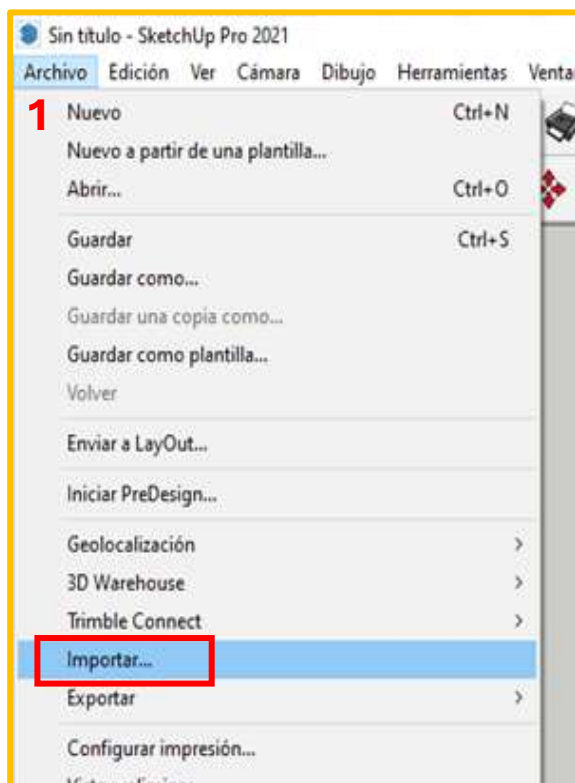 Sin título - SketchUp Pro 2021
Archivo Edición Ver Cámara Dibujo Herramientas
1 Nuevo Ctrl+N
Nuevo a partir de una plantilla...
Abrir... Ctrl+O
Guardar Ctrl+S
Guardar como...
Guardar una copia como...
Guardar como plantilla...
Volver
Enviar a LayOut...
Iniciar PreDesign...
Geolocalización
3D Warehouse
Trimble Connect
Importar...
Exportar
Configurar impresión...